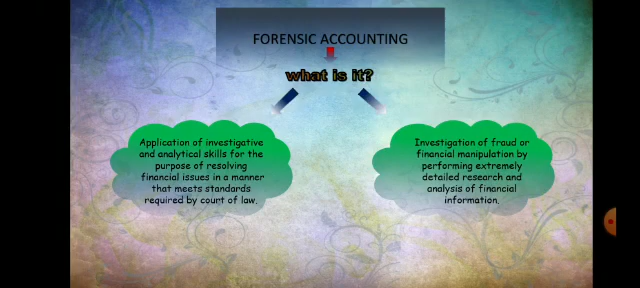 FORENSIC ACCOUNTING
what is it?
Application of investigative
and analytical skills for the
purpose of resolving
financial issues in a manner
that meets standards
required by court of law.
Investigation of fraud or
financial manipulation by
performing extremely
detailed research and
analysis of financial
information.